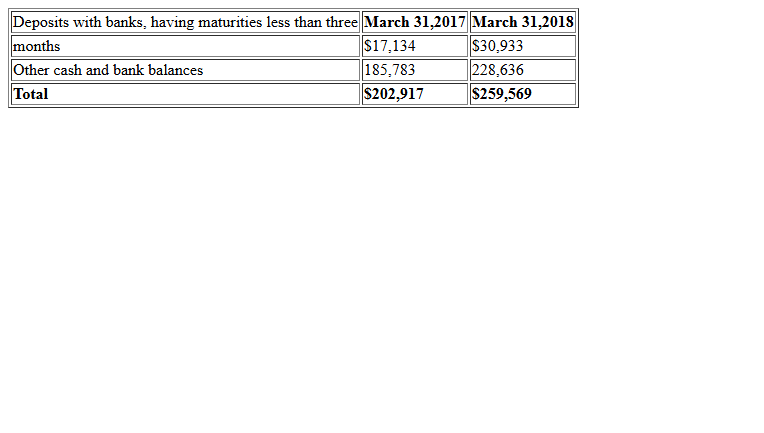 Deposits with banks, having maturities less than three March 31,2017 March 31,2018
months $17,134 $30,933
Other cash and bank balances 185,783 228,636
Total $202,917 $259,569